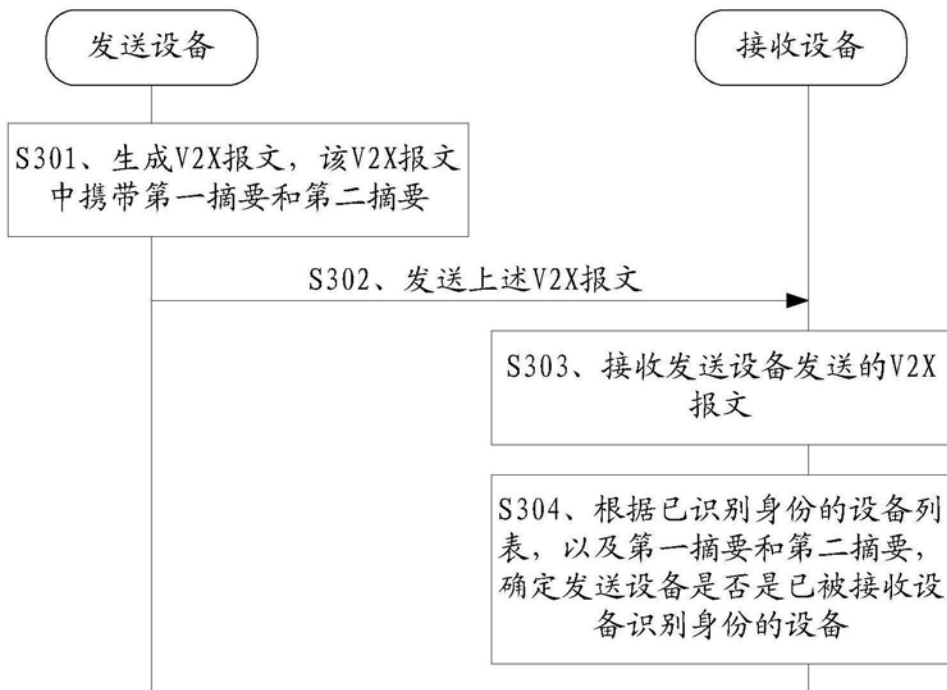 发送设备
接收设备
S301、生成V2X报文，该V2X报文
中携带第一摘要和第二摘要
S302、发送上述V2X报文
S303、接收发送设备发送的V2X
报文
S304、根据已识别身份的设备列
表，以及第一摘要和第二摘要，
确定发送设备是否是已被接收设
备识别身份的设备